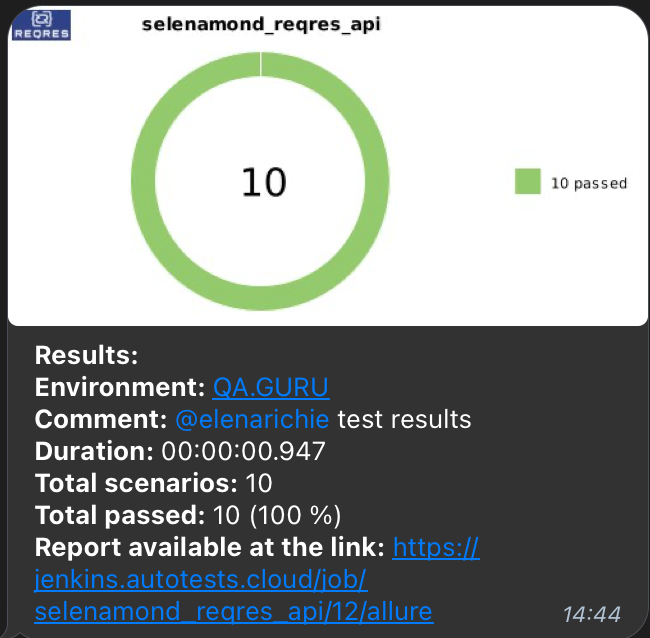 REQRES
selenamond_reqres_api
10
10 passed
Results:
Environment: QA.GURU
Comment: @elenarichie test results
Duration: 00:00:00.947
Total scenarios: 10
Total passed: 10 (100 %)
Report available at the link: https://
jenkins.autotests.cloud/job/
selenamond_reqres_api/12/allure
14:44